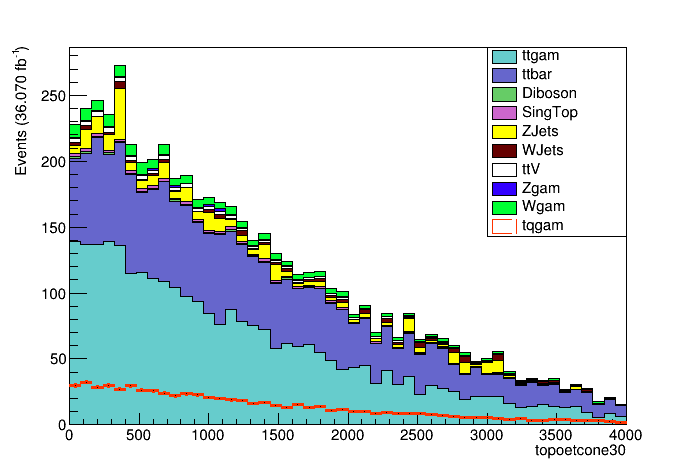 Events (36.070 fb⁻¹)
250
200
150
100
50
0
0 500 1000 1500 2000 2500 3000 3500 4000
topoetcone30
ttgam
ttbar
Diboson
SingTop
ZJets
WJets
ttV
Zgam
Wgam
tqgam